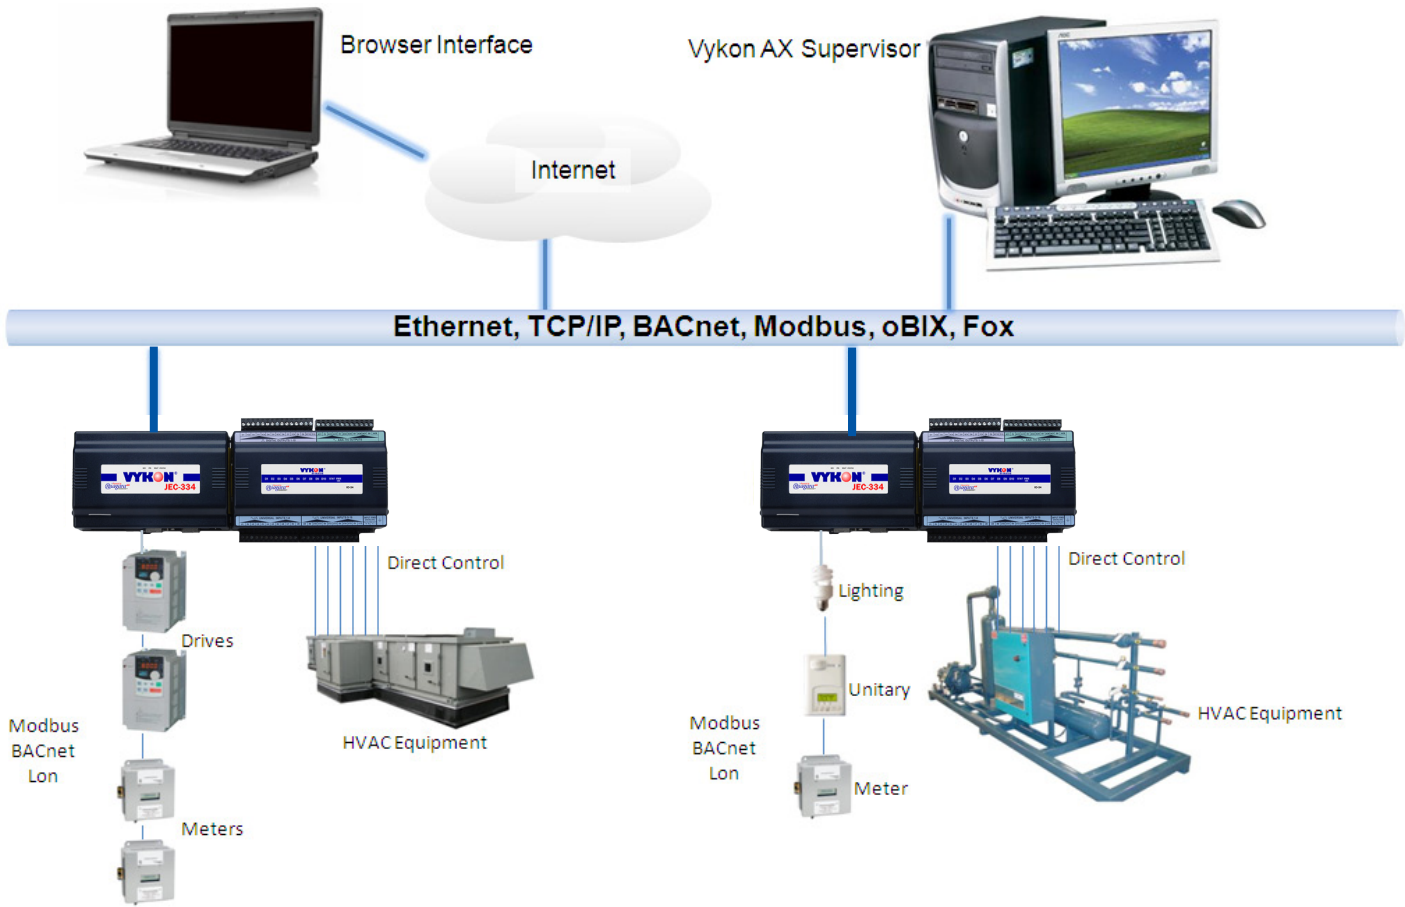 Browser Interface
Vykon AX Supervisor
Internet
Ethernet, TCP/IP, BACnet, Modbus, oBIX, Fox
VYKON
JEC-334
VYKON
VYKON
JEC-334
VYKON
Direct Control
Direct Control
Lighting
Drives
Unitary
Modbus
BACnet
Lon
HVAC Equipment
Modbus
BACnet
Lon
HVAC Equipment
Meter
Meters